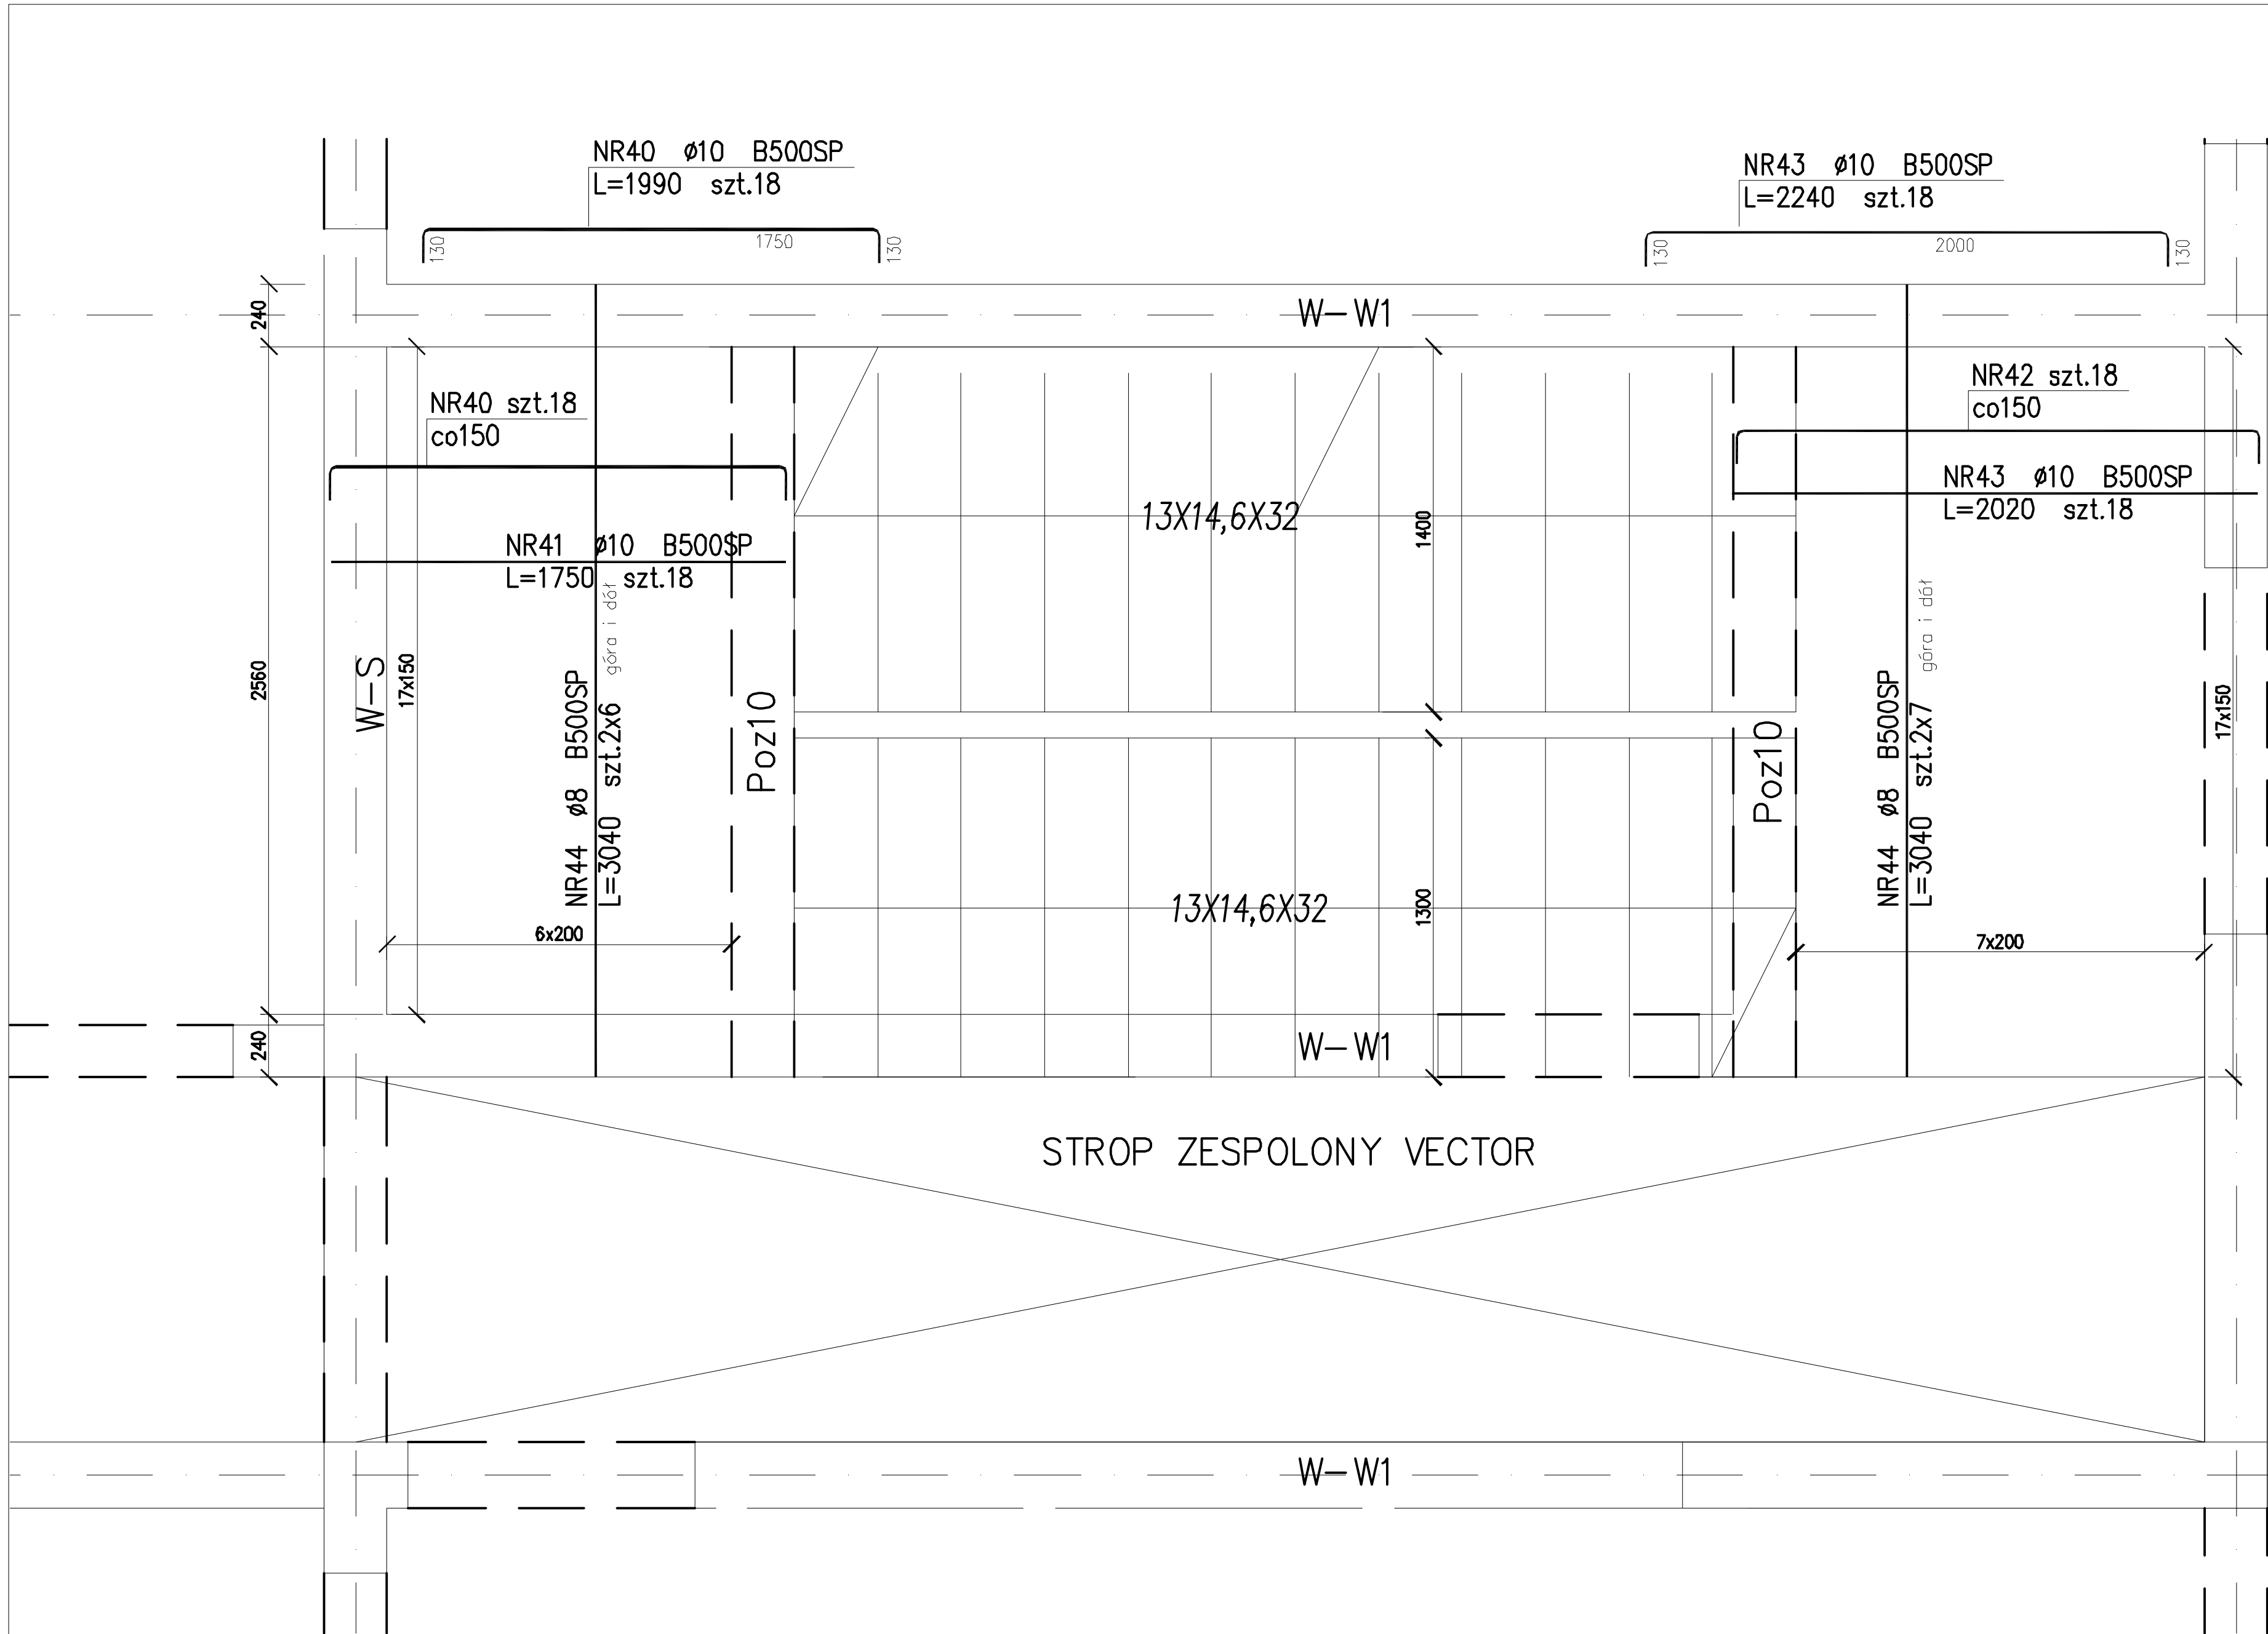 NR40 ø10 B500SP
L=1990 szt.18
130
1750
130
NR43 ø10 B500SP
L=2240 szt.18
130
2000
130
240
W-W1
NR40 szt.18
co150
NR42 szt.18
co150
NR43 ø10 B500SP
L=2020 szt.18
13X14,6X32
1400
NR41 ø10 B500SP
L=1750 szt.18
2560
W-S
17x150
NR44 ø8 B500SP
L=3040 szt.2x6
góra i dół
Poz10
Poz10
NR44 ø8 B500SP
L=3040 szt.2x7
góra i dół
17x150
13X14,6X32
1300
6x200
7x200
240
W-W1
STROP ZESPOLONY VECTOR
W-W1